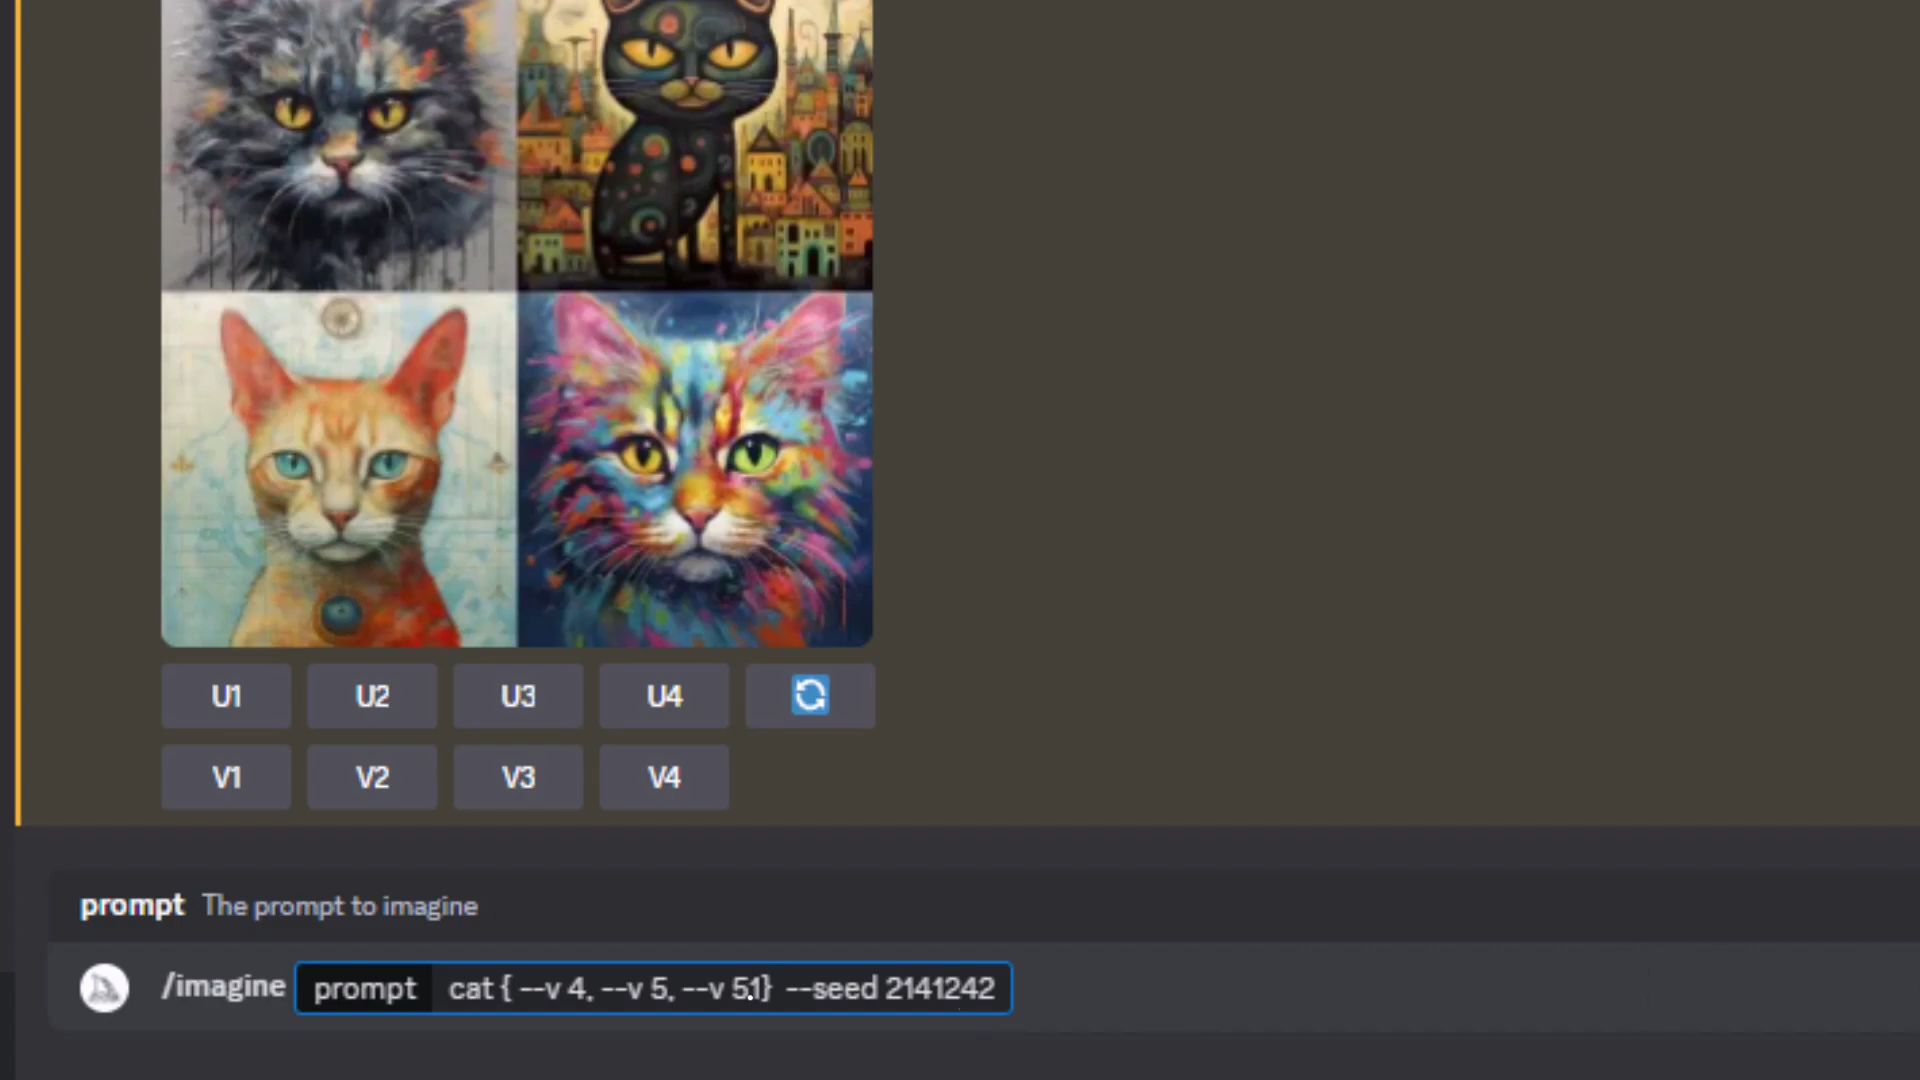 U1 U2 U3 U4
V1 V2 V3 V4
prompt The prompt to imagine
/imagine prompt cat { --v 4, --v 5, --v 5.1} --seed 2141242